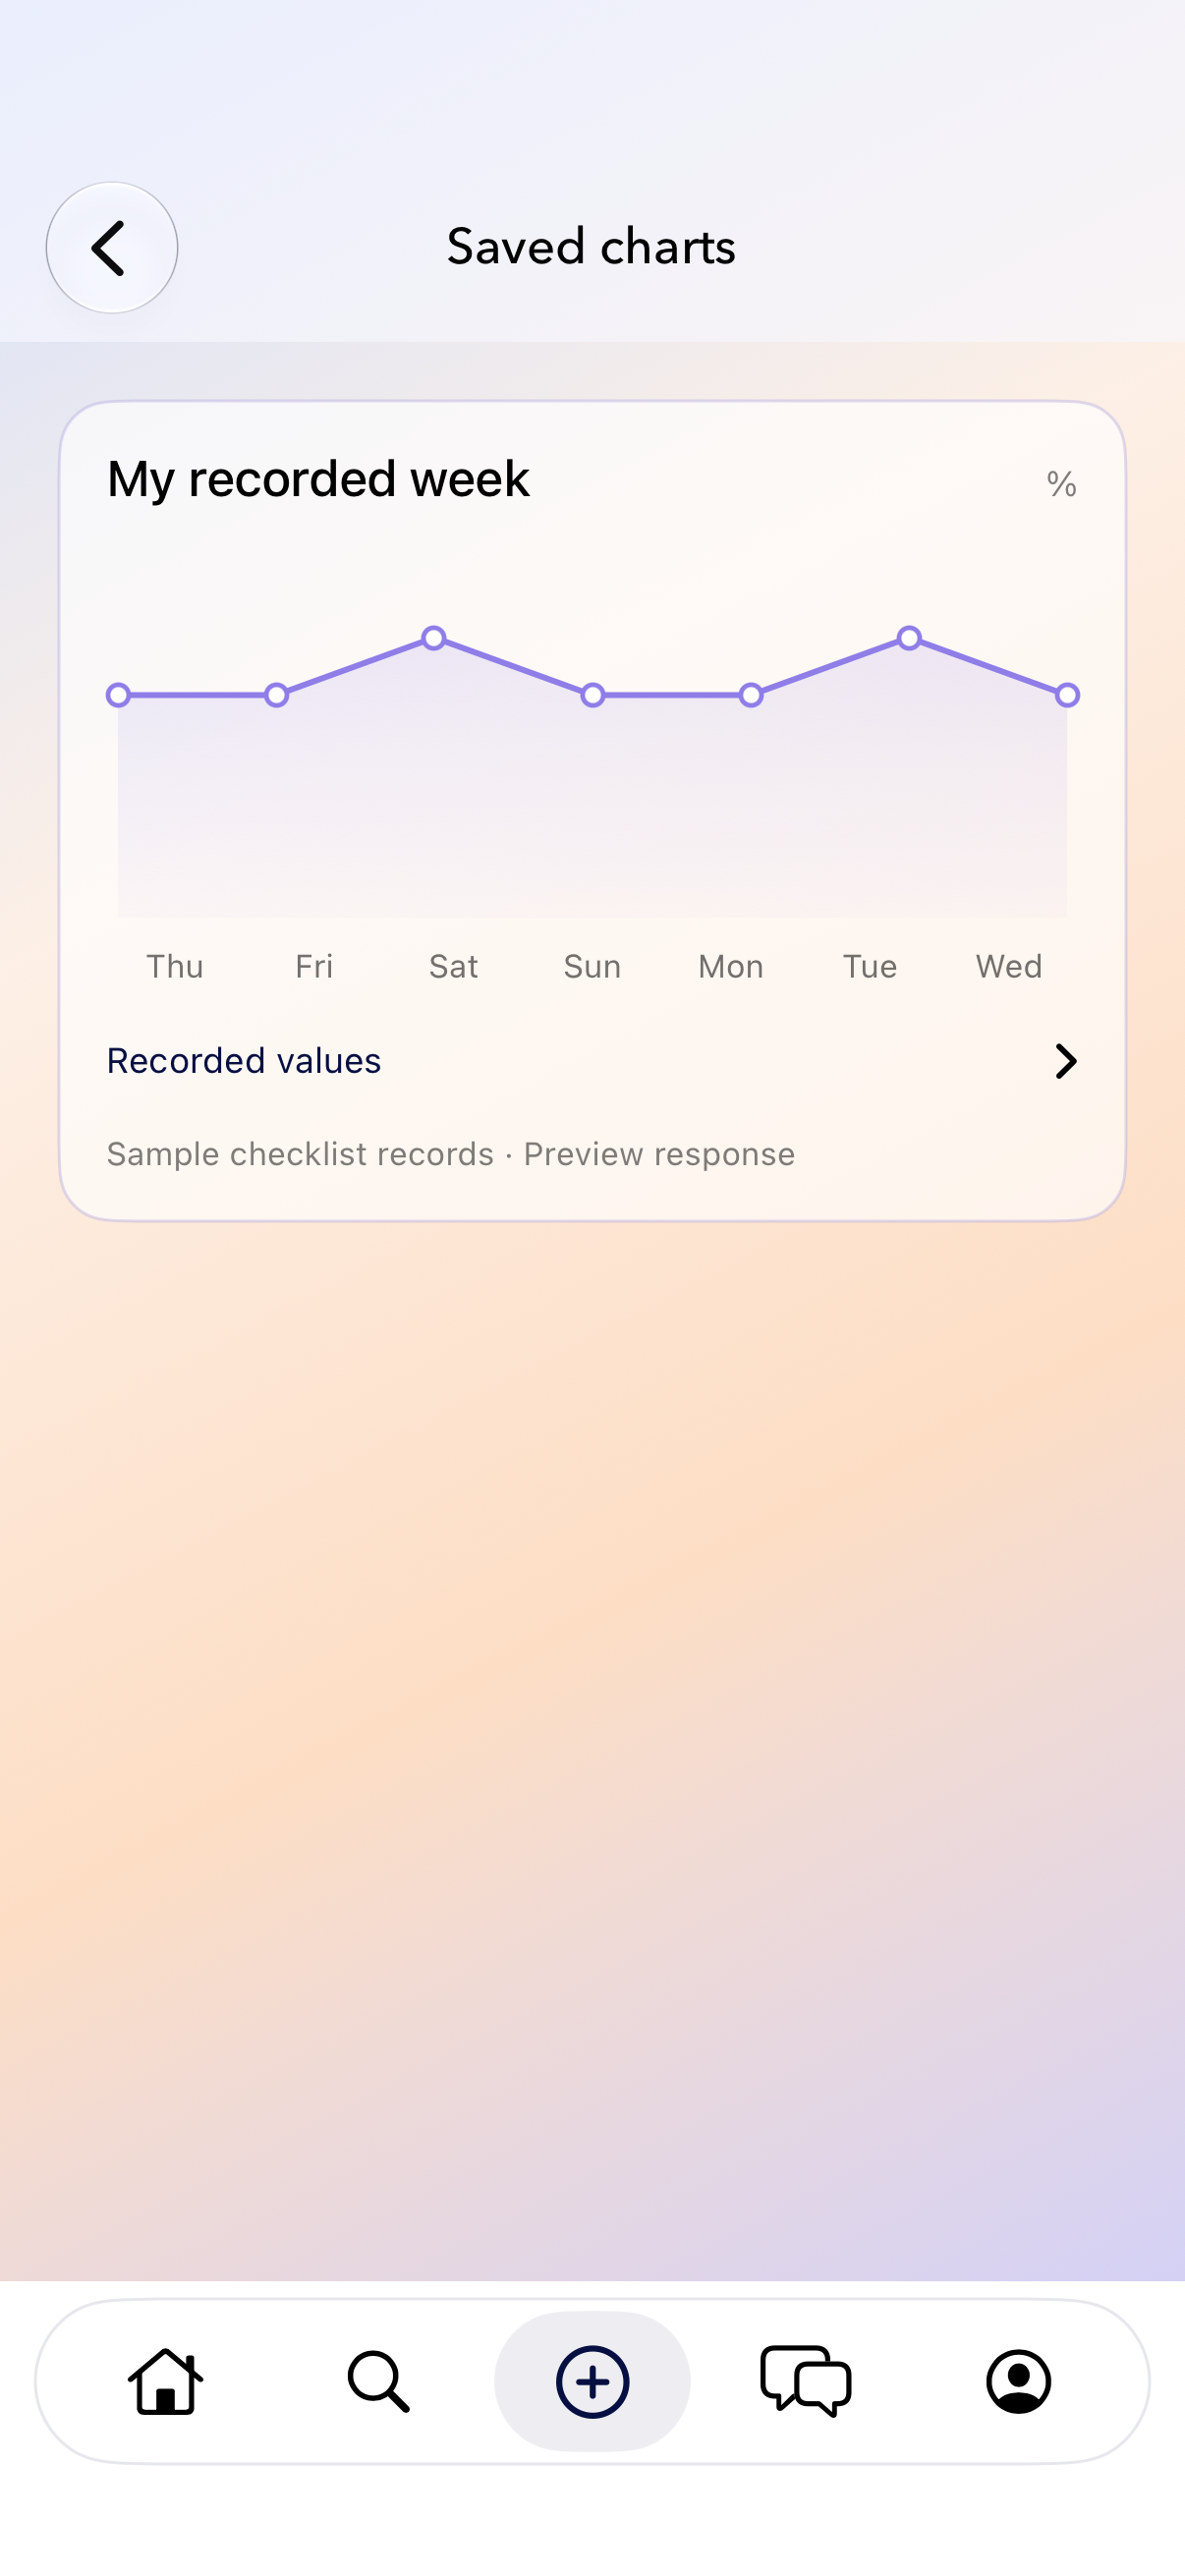 Saved charts
My recorded week
%
Thu Fri Sat Sun Mon Tue Wed
Recorded values
Sample checklist records · Preview response